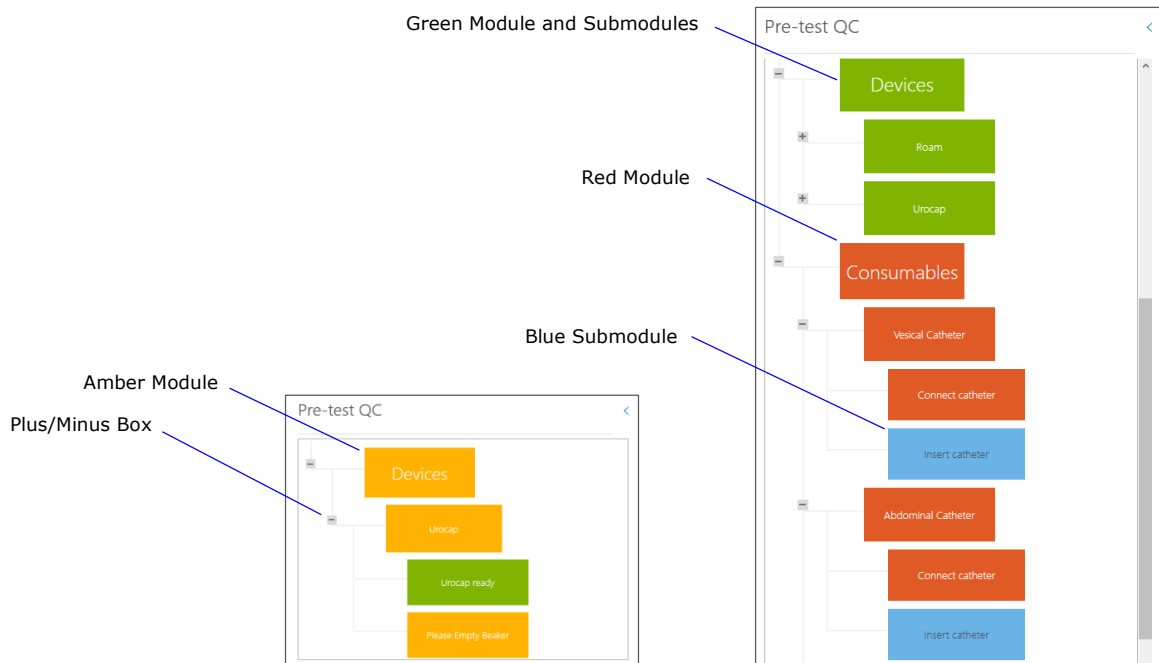 Green Module and Submodules
Red Module
Blue Submodule
Amber Module
Plus/Minus Box
Pre-test QC
Devices
Urocap
Urocap ready
Please Empty Beaker
Pre-test QC
Devices
Roam
Urocap
Consumables
Vesical Catheter
Connect catheter
Insert catheter
Abdominal Catheter
Connect catheter
Insert catheter